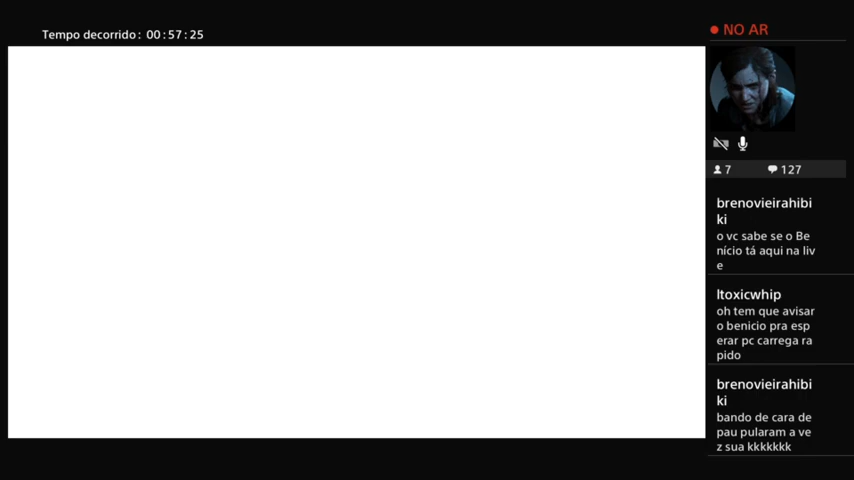 Tempo decorrido: 00:57:25
NO AR
7 127
brenovieirahibi
ki
o vc sabe se o Be
nício tá aqui na liv
e
ltoxicwhip
oh tem que avisar
o benicio pra esp
erar pc carrega ra
pido
brenovieirahibi
ki
bando de cara de
pau pularam a ve
z sua kkkkkkk